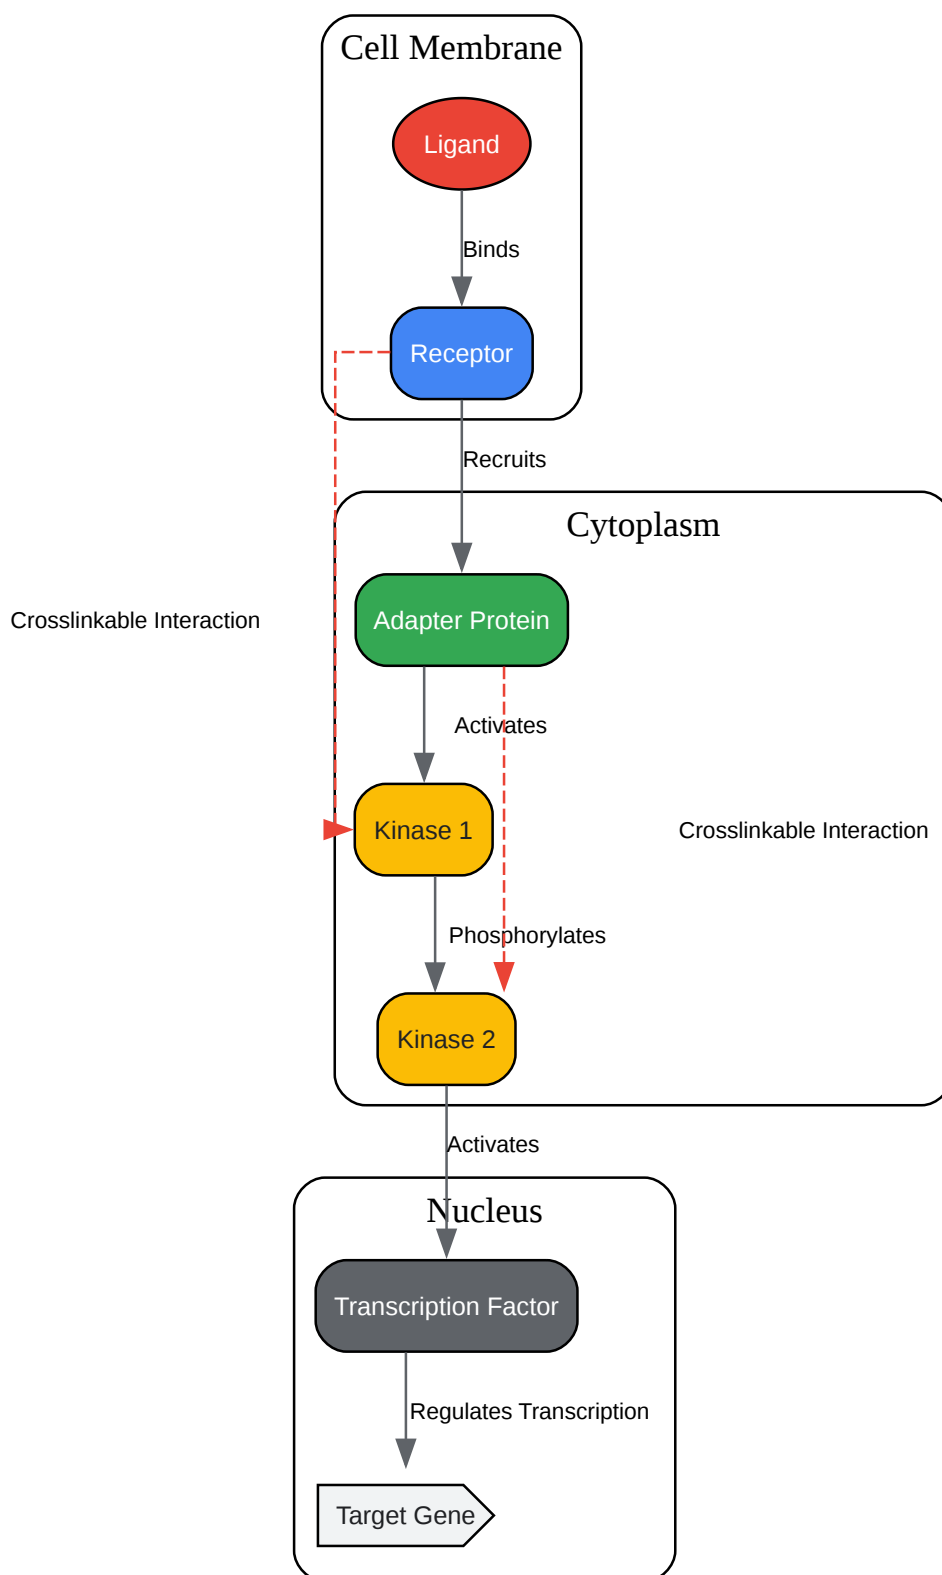 Cell Membrane
Ligand
Binds
Receptor
Recruits
Cytoplasm
Adapter Protein
Crosslinkable Interaction
Activates
Kinase 1
Crosslinkable Interaction
Phosphorylates
Kinase 2
Activates
Nucleus
Transcription Factor
Regulates Transcription
Target Gene